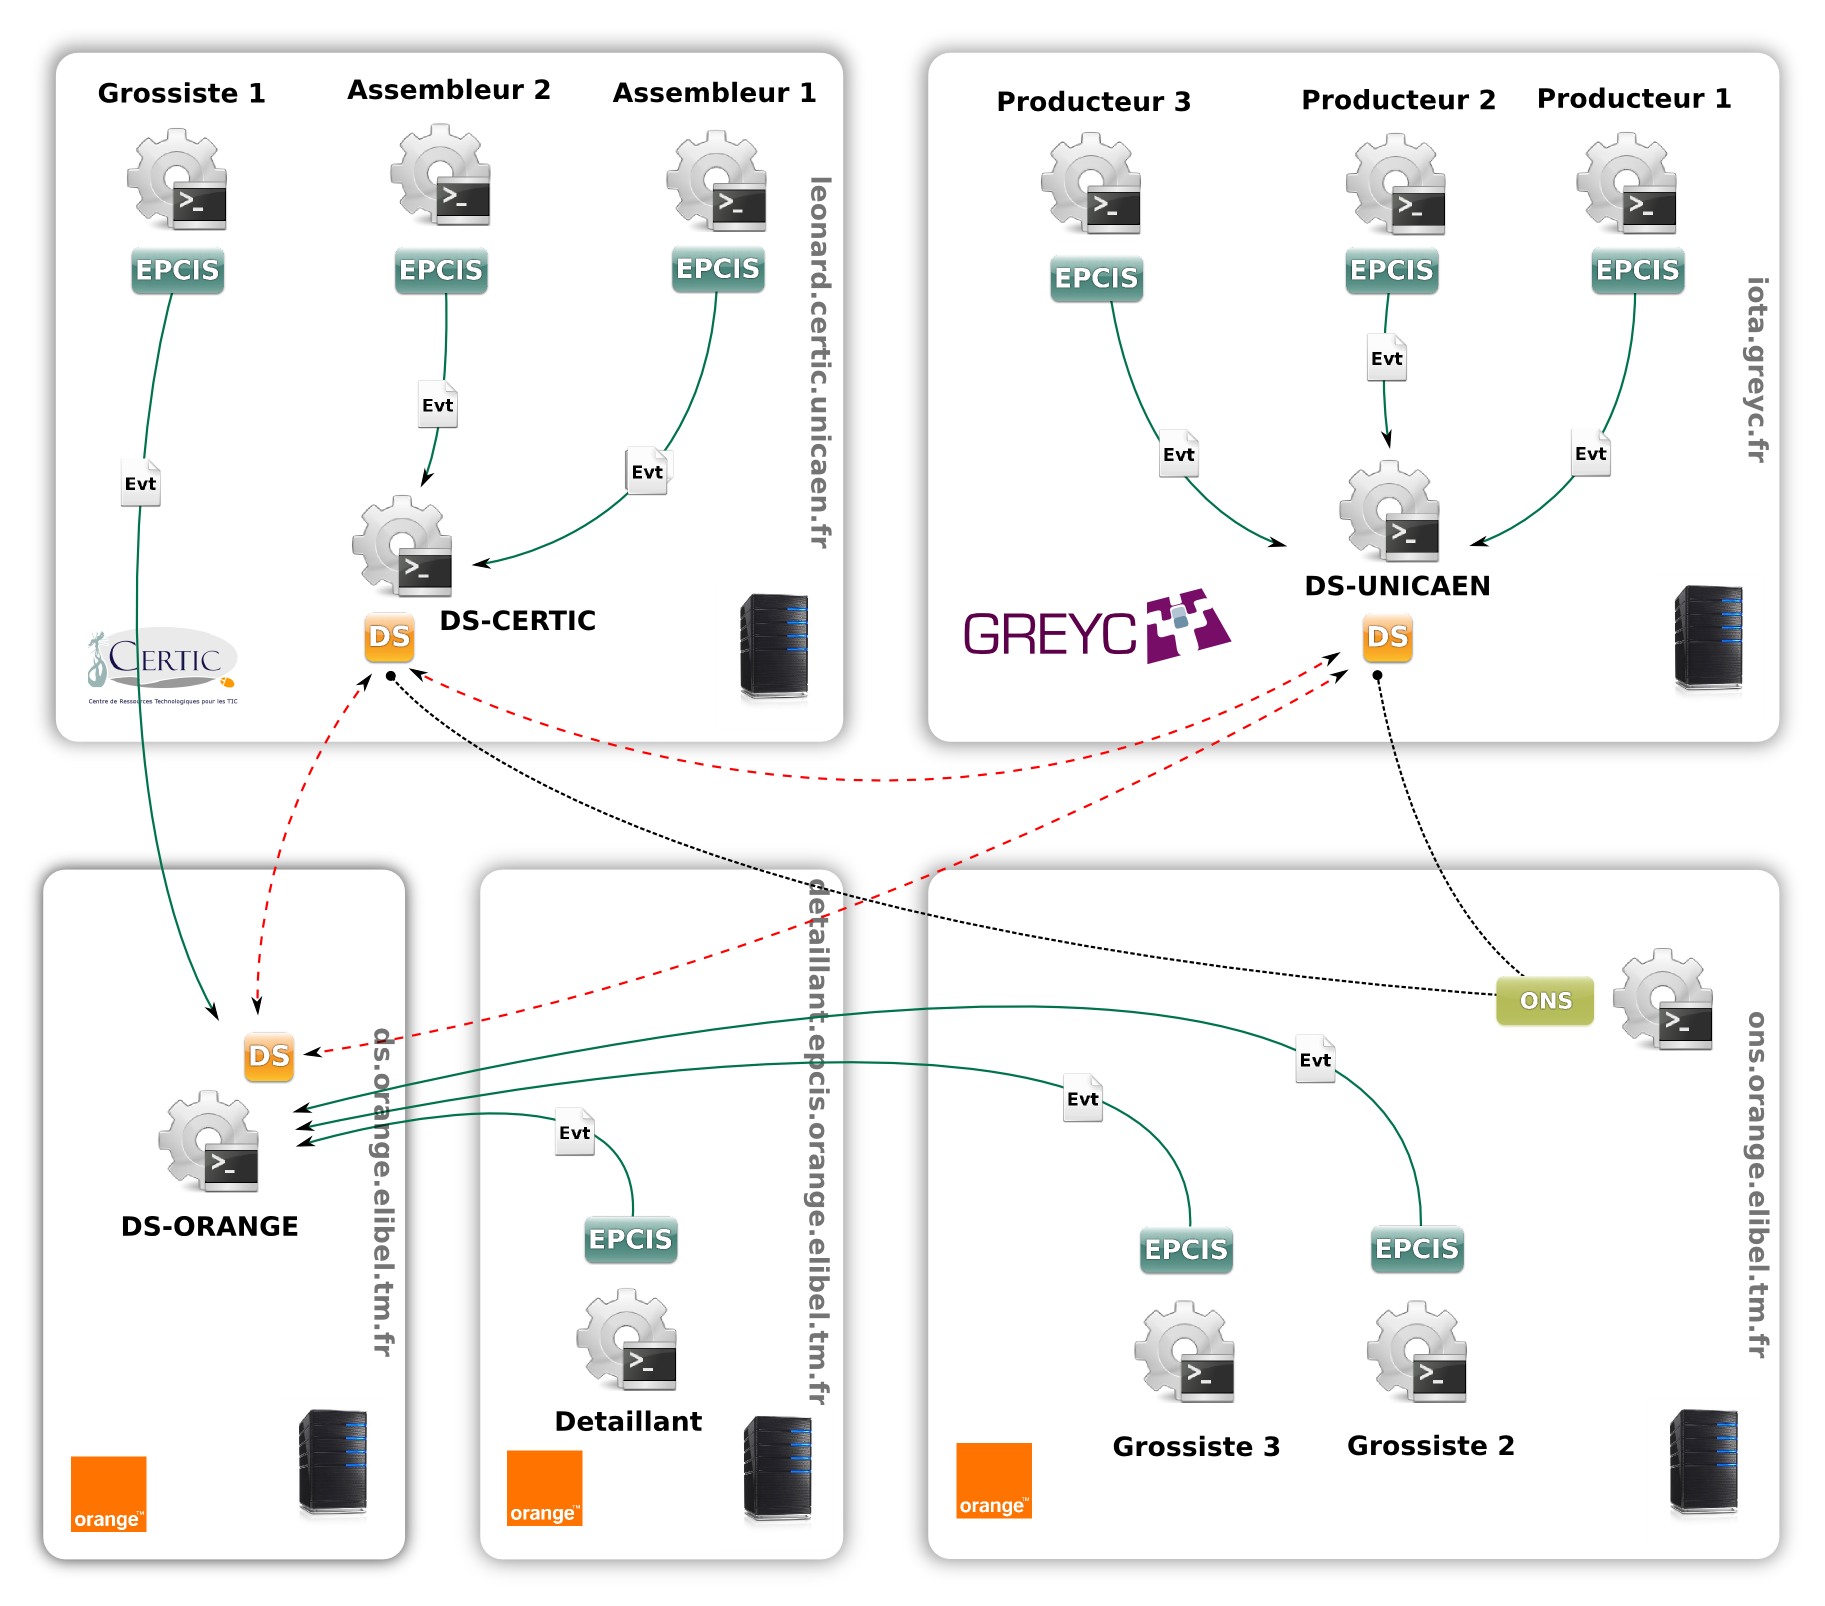 Grossiste 1
Assembleur 2
Assembleur 1
>_
>_
>_
EPCIS
EPCIS
EPCIS
leonard.certic.unicaen.fr
Evt
Evt
Evt
>_
DS-CERTIC
DS
CERTIC
Centre de Ressources Technologiques pour les TIC
Producteur 3
Producteur 2
Producteur 1
>_
>_
>_
EPCIS
EPCIS
EPCIS
iota.greyc.fr
Evt
Evt
Evt
>_
DS-UNICAEN
DS
GREYC
DS
>_
DS-ORANGE
ds.orange.elibel.tm.fr
orange™
detaillant.epcis.orange.elibel.tm.fr
Evt
EPCIS
>_
Detaillant
orange™
ONS
>_
ons.orange.elibel.tm.fr
Evt
Evt
EPCIS
EPCIS
>_
>_
Grossiste 3
Grossiste 2
orange™